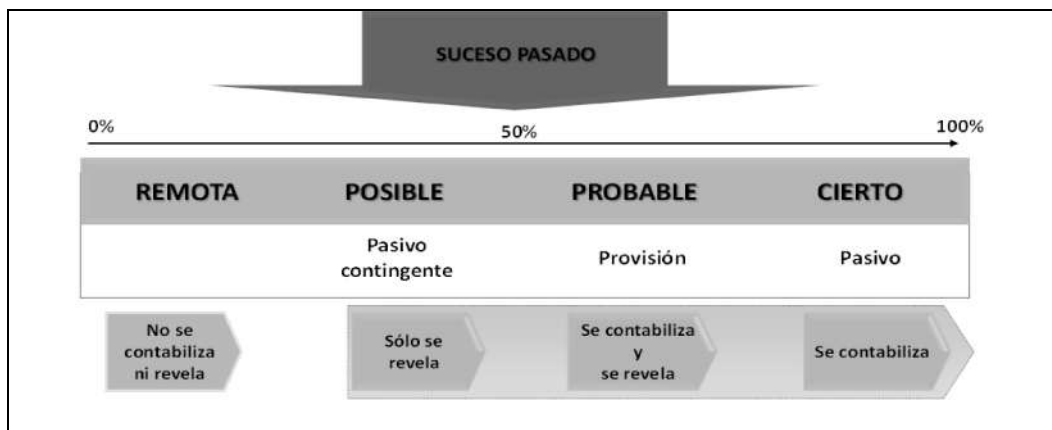 SUCESO PASADO
0% 50% 100%
REMOTA POSIBLE PROBABLE CIERTO
Pasivo
contingente
Provisión
Pasivo
No se
contabiliza
ni revela
Sólo se
revela
Se contabiliza
y
se revela
Se contabiliza